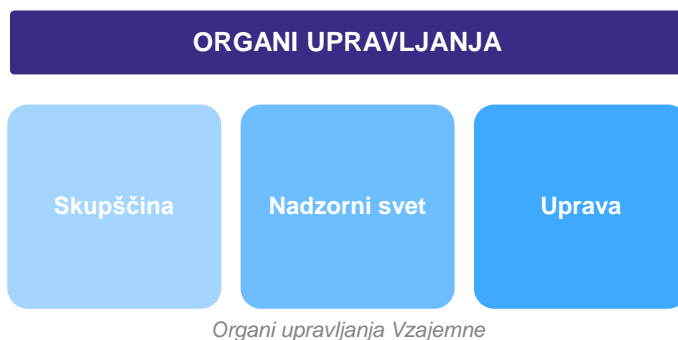 ORGANI UPRAVLJANJA
Skupščina
Nadzorni svet
Uprava
Organi upravljanja Vzajemne